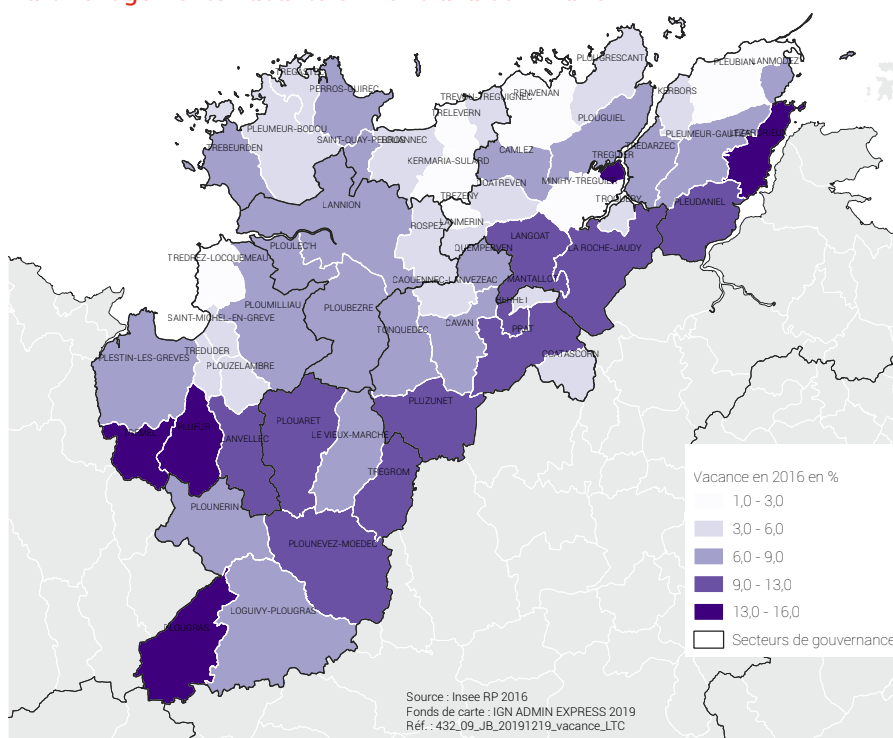 TREGASTEL
PERROS-GUIREC
PLEUMEUR-BODOU
TREBEURDEN
SAINT-QUAY-PERROS
LOUANNEC
TREVOU-TREGUIGNEC
TRELEVERN
KERMARIA-SULARD
PENVENAN
PLOUGRESCANT
PLOUGUIEL
CAMLEZ
COATREVEN
TREZENY
MINIHY-TREGUIER
TREGUIER
TREDARZEC
KERBORS
PLEUBIAN
LANMODEZ
PLEUMEUR-GAUTIER
LEZARDRIEUX
TROGUERY
PLEUDANIEL
LANNION
ROSPEZ
LANMERIN
QUEMPERVEN
LANGOAT
LA ROCHE-JAUDY
PLOULEC'H
TREDREZ-LOCQUEMEAU
CAOUENNEC-LANVEZEAC
MANTALLOT
BERHET
PLOUMILLIAU
PLOUBEZRE
SAINT-MICHEL-EN-GREVE
TONQUEDEC
CAVAN
PRAT
COATASCORN
PLESTIN-LES-GREVES
TREDUDER
PLOUZELAMBRE
TREMEL
PLUFUR
LANVELLEC
PLOUARET
LE VIEUX-MARCHE
PLUZUNET
TREGROM
PLOUNERIN
PLOUNEVEZ-MOEDEC
LOGUIVY-PLOUGRAS
PLOUGRAS
Vacance en 2016 en %
1,0 - 3,0
3,0 - 6,0
6,0 - 9,0
9,0 - 13,0
13,0 - 16,0
Secteurs de gouvernance
Source : Insee RP 2016
Fonds de carte : IGN ADMIN EXPRESS 2019
Réf. : 432_09_JB_20191219_vacance_LTC